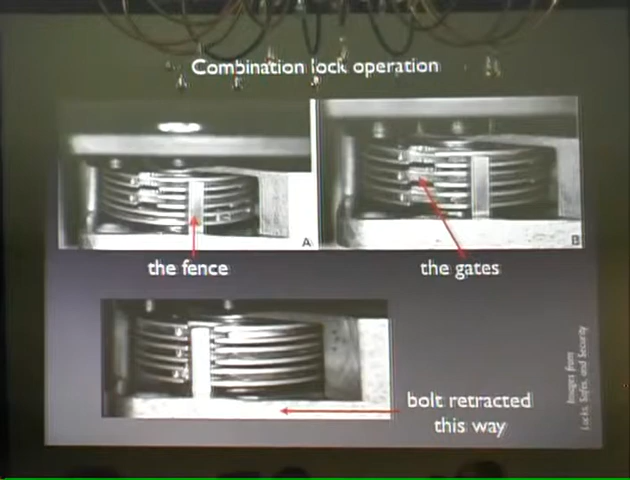 Combination lock operation
A
B
the fence
the gates
bolt retracted
this way
Images from
Locks, Safes, and Security